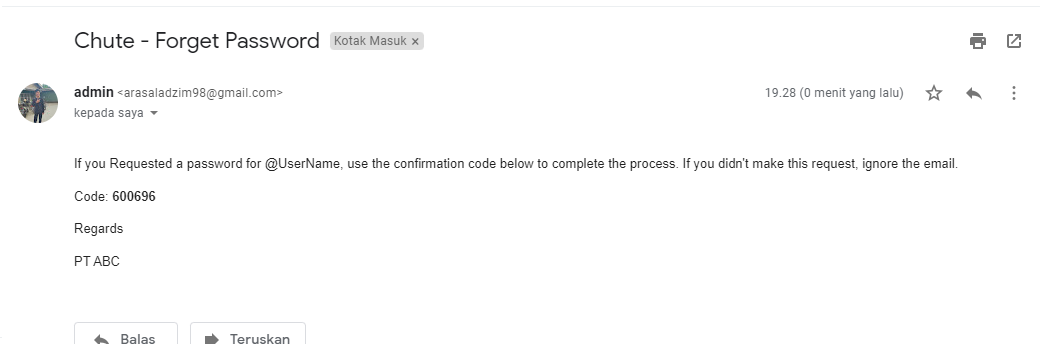 Chute - Forget Password Kotak Masuk ×
admin <arasaladzim98@gmail.com> 19.28 (0 menit yang lalu)
kepada saya
If you Requested a password for @UserName, use the confirmation code below to complete the process. If you didn't make this request, ignore the email.
Code: 600696
Regards
PT ABC
Balas Teruskan